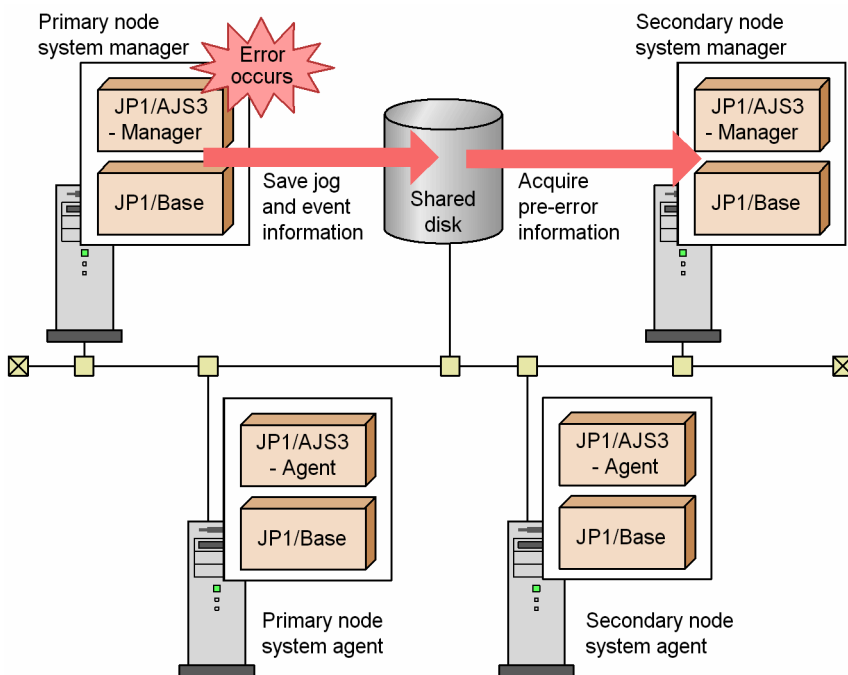 Primary node
system manager
Error
occurs
JP1/AJS3
- Manager
JP1/Base
Save jog
and event
information
Shared
disk
Acquire
pre-error
information
Secondary node
system manager
JP1/AJS3
- Manager
JP1/Base
JP1/AJS3
- Agent
JP1/Base
Primary node
system agent
JP1/AJS3
- Agent
JP1/Base
Secondary node
system agent